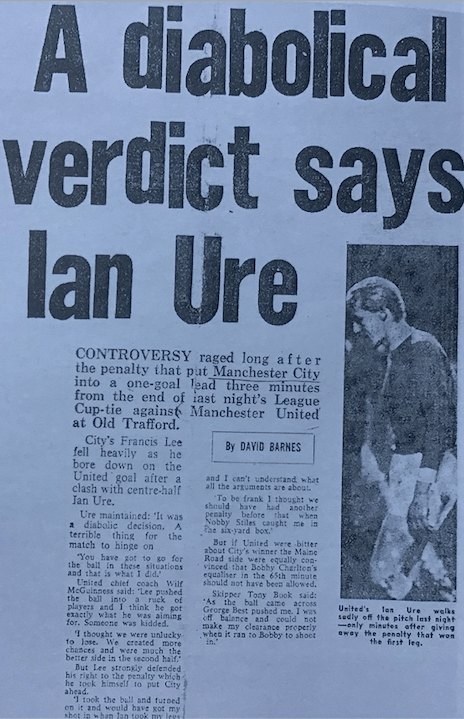 A diabolical
verdict says
Ian Ure
CONTROVERSY raged long after
the penalty that put Manchester City
into a one-goal lead three minutes
from the end of last night's League
Cup-tie against Manchester United
at Old Trafford.
City's Francis Lee
fell heavily as he
bore down on the
United goal after a
clash with centre-half
Ian Ure.
Ure maintained: 'It was
a diabolic decision. A
terrible thing for the
match to hinge on
'You have got to go for
the ball in these situations
and that is what I did.'
United chief coach Wilf
McGuinness said: 'Lee pushed
the ball into a ruck of
players and I think he got
exactly what he was aiming
for. Someone was kidded.
'I thought we were unlucky
to lose. We created more
chances and were much the
better side in the second half.'
But Lee strongly defended
his right to the penalty which
he took himself to put City
ahead.
'I took the ball and turned
on it and would have got my
shot in when Ian took my legs
By DAVID BARNES
and I can't understand what
all the arguments are about.
'To be frank I thought we
should have had another
penalty before that when
Nobby Stiles caught me in
the six-yard box.'
But if United were bitter
about City's winner the Maine
Road side were equally con-
vinced that Bobby Charlton's
equaliser in the 65th minute
should not have been allowed.
Skipper Tony Book said:
'As the ball came across
George Best pushed me. I was
off balance and could not
make my clearance properly
when it ran to Bobby to shoot
in.'
United's Ian Ure walks
sadly off the pitch last night
—only minutes after giving
away the penalty that won
the first leg.